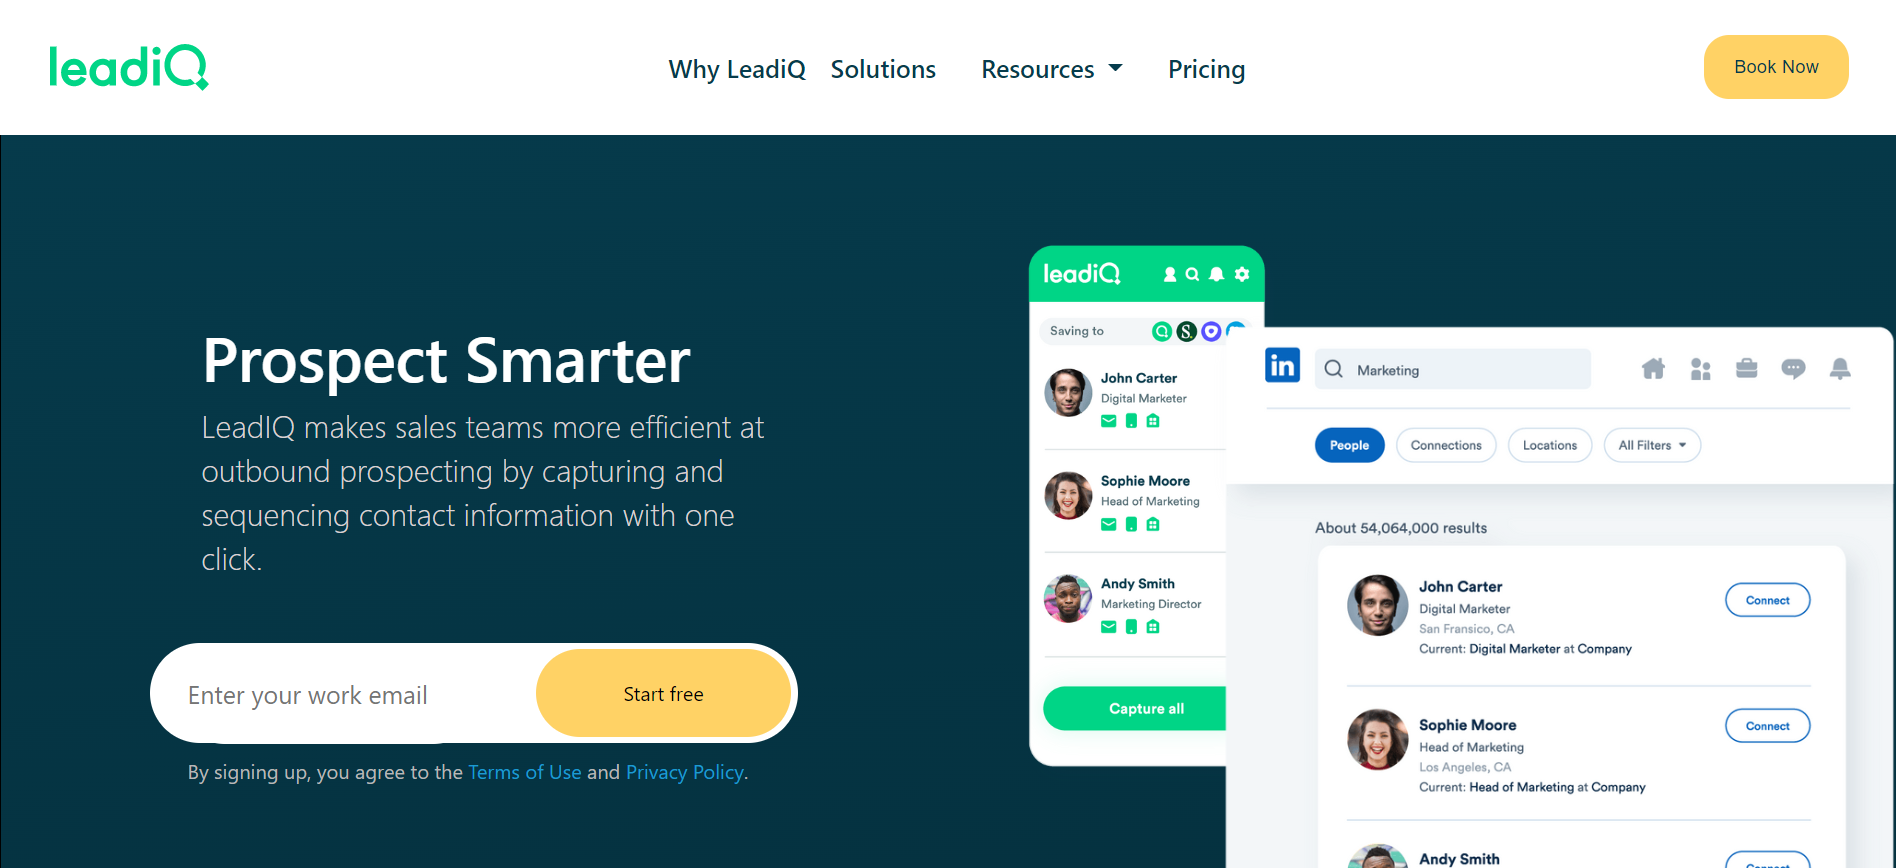 leadiQ
Why LeadiQ Solutions Resources Pricing
Book Now
Prospect Smarter
LeadIQ makes sales teams more efficient at
outbound prospecting by capturing and
sequencing contact information with one
click.
Enter your work email
Start free
By signing up, you agree to the Terms of Use and Privacy Policy.
leadiQ
Saving to
S.
John Carter
Digital Marketer
Sophie Moore
Head of Marketing
Andy Smith
Marketing Director
Capture all
in
Marketing
People
Connections
Locations
All Filters
About 54,064,000 results
John Carter
Digital Marketer
San Fransico, CA
Current: Digital Marketer at Company
Connect
Sophie Moore
Head of Marketing
Los Angeles, CA
Current: Head of Marketing at Company
Connect
Andy Smith
Connect